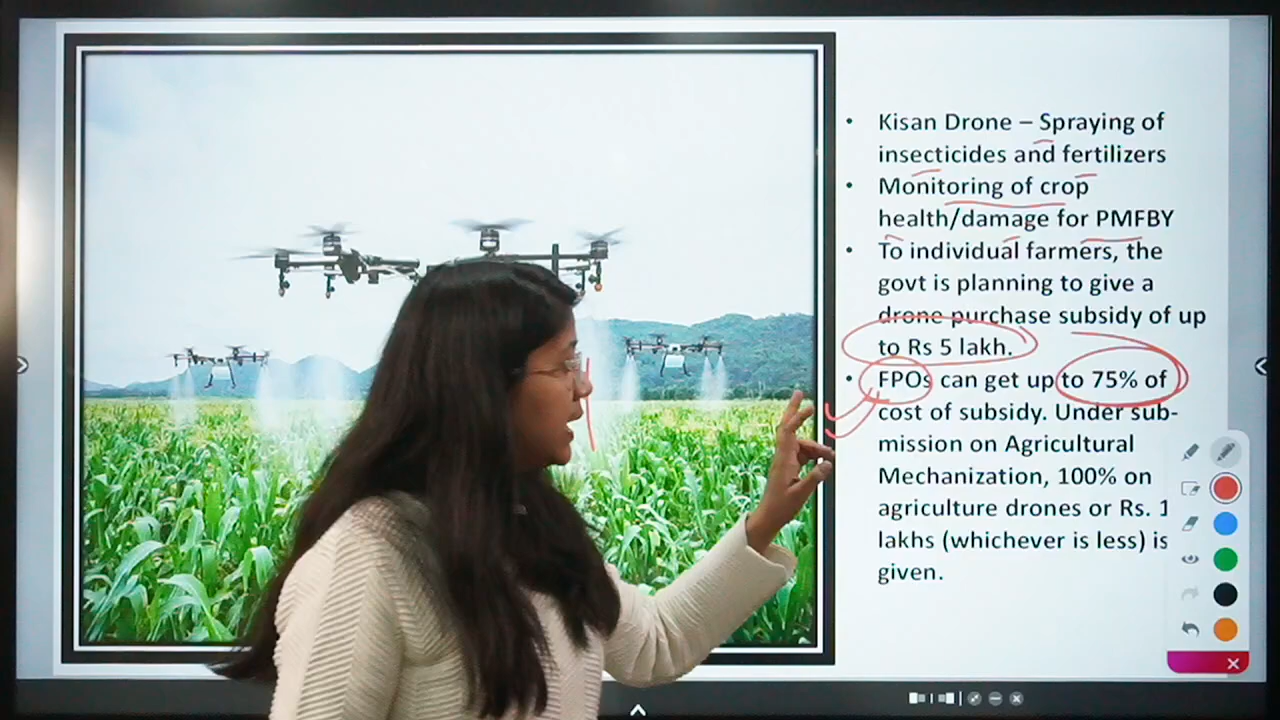 • Kisan Drone – Spraying of
insecticides and fertilizers
• Monitoring of crop
health/damage for PMFBY
• To individual farmers, the
govt is planning to give a
drone purchase subsidy of up
to Rs 5 lakh.
• FPOs can get up to 75% of
cost of subsidy. Under sub-
mission on Agricultural
Mechanization, 100% on
agriculture drones or Rs. 1
lakhs (whichever is less) is
given.